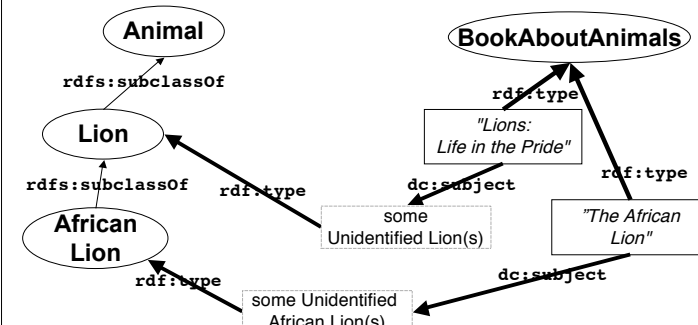 Animal
BookAboutAnimals
rdfs:subclassOf
rdf:type
Lion
"Lions:
Life in the Pride"
rdfs:subclassOf
rdf:type
dc:subject
rdf:type
African
Lion
some
Unidentified Lion(s)
”The African
Lion"
rdf:type
dc:subject
some Unidentified
African Lion(s)